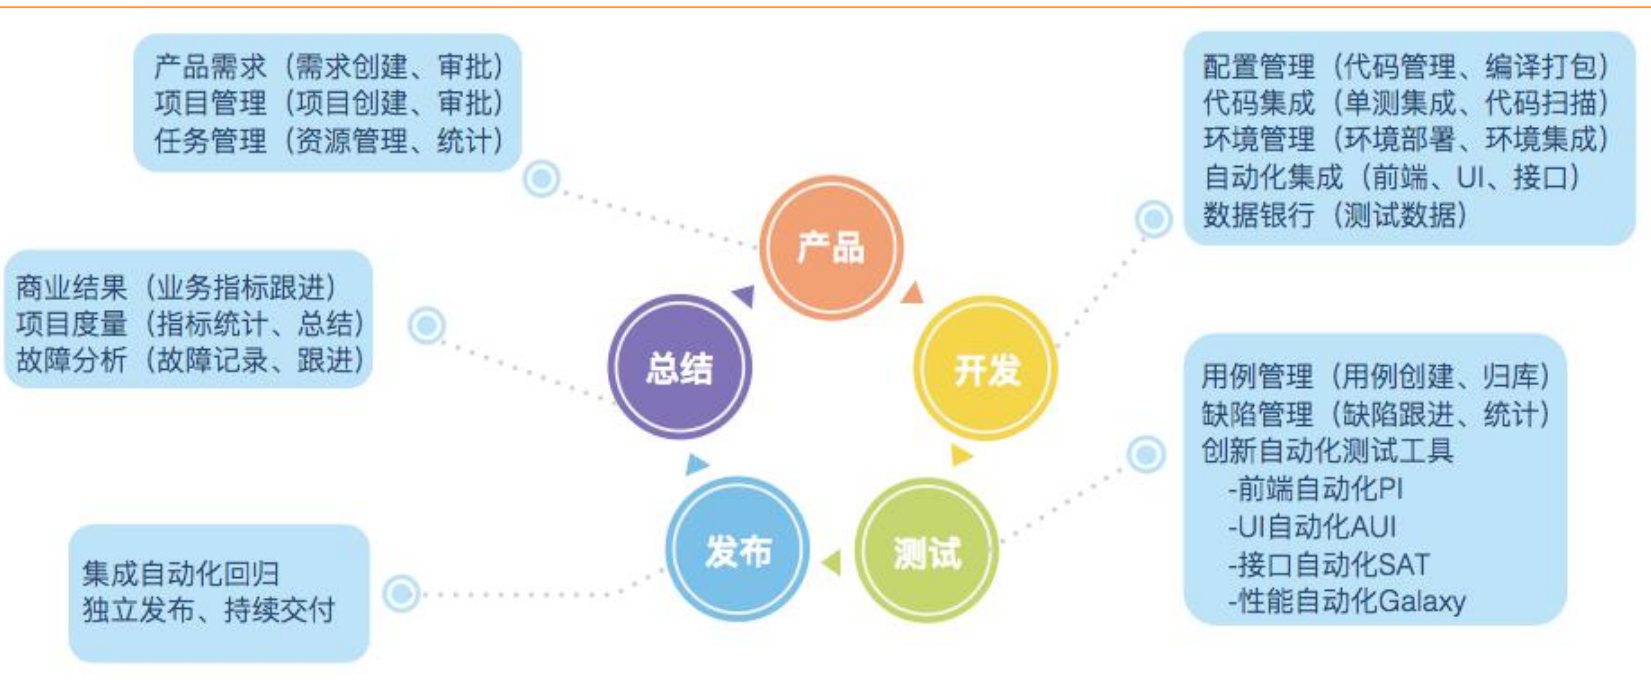 产品需求（需求创建、审批）
项目管理（项目创建、审批）
任务管理（资源管理、统计）
配置管理（代码管理、编译打包）
代码集成（单测集成、代码扫描）
环境管理（环境部署、环境集成）
自动化集成（前端、UI、接口）
数据银行（测试数据）
产品
商业结果（业务指标跟进）
项目度量（指标统计、总结）
故障分析（故障记录、跟进）
总结
开发
用例管理（用例创建、归库）
缺陷管理（缺陷跟进、统计）
创新自动化测试工具
-前端自动化PI
-UI自动化AUI
-接口自动化SAT
-性能自动化Galaxy
发布
测试
集成自动化回归
独立发布、持续交付